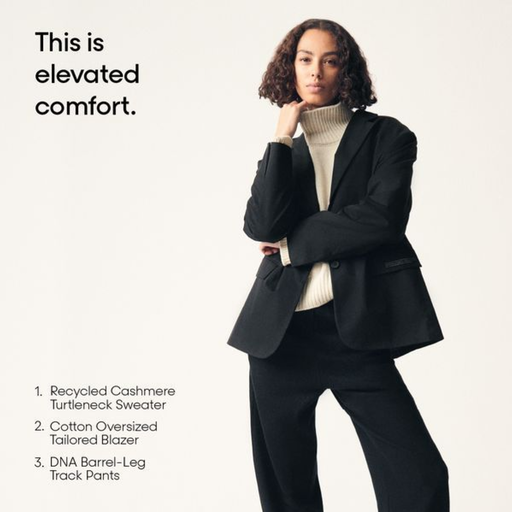 This is
elevated
comfort.
1. Recycled Cashmere
Turtleneck Sweater
2. Cotton Oversized
Tailored Blazer
3. DNA Barrel-Leg
Track Pants